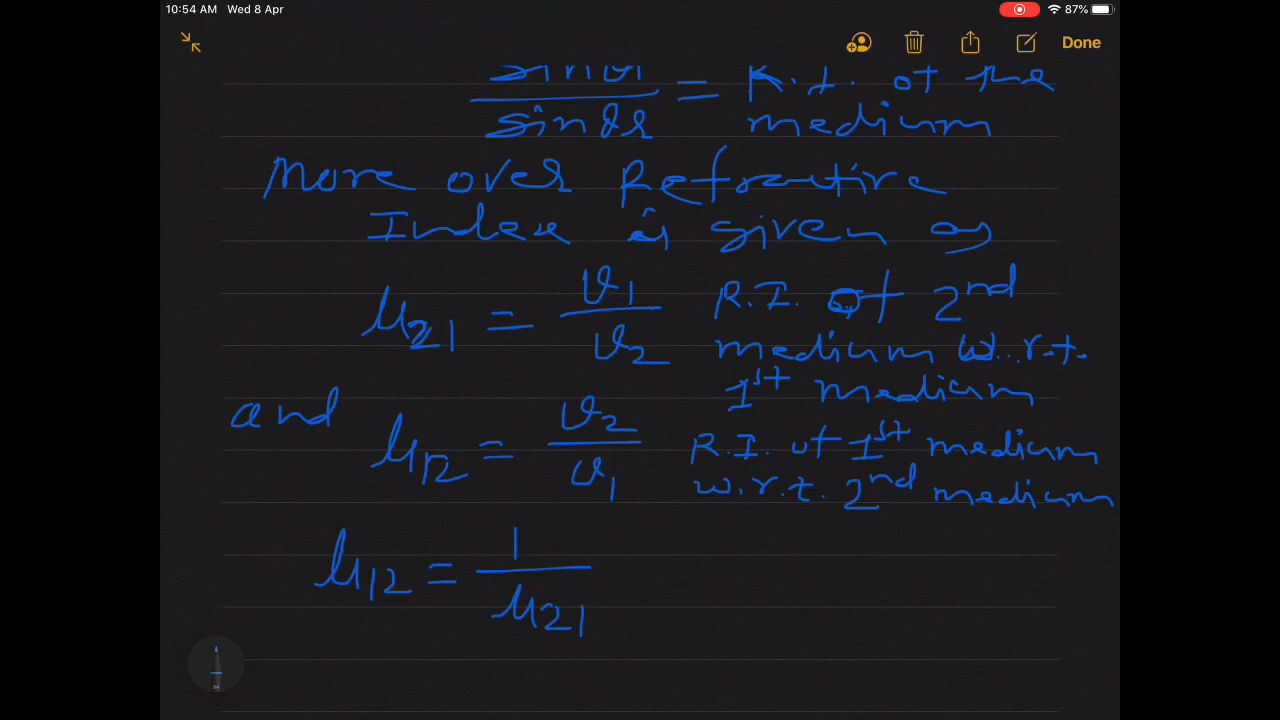 10:54 AM Wed 8 Apr
87%
Done
= R.I. of the
sinθr medium
More over Refractive
Index is given as
μ21 = v1/v2 R.I. of 2nd
medium w.r.t.
1st medium
and μ12 = v2/v1 R.I. of 1st medium
w.r.t. 2nd medium
μ12 = 1/μ21